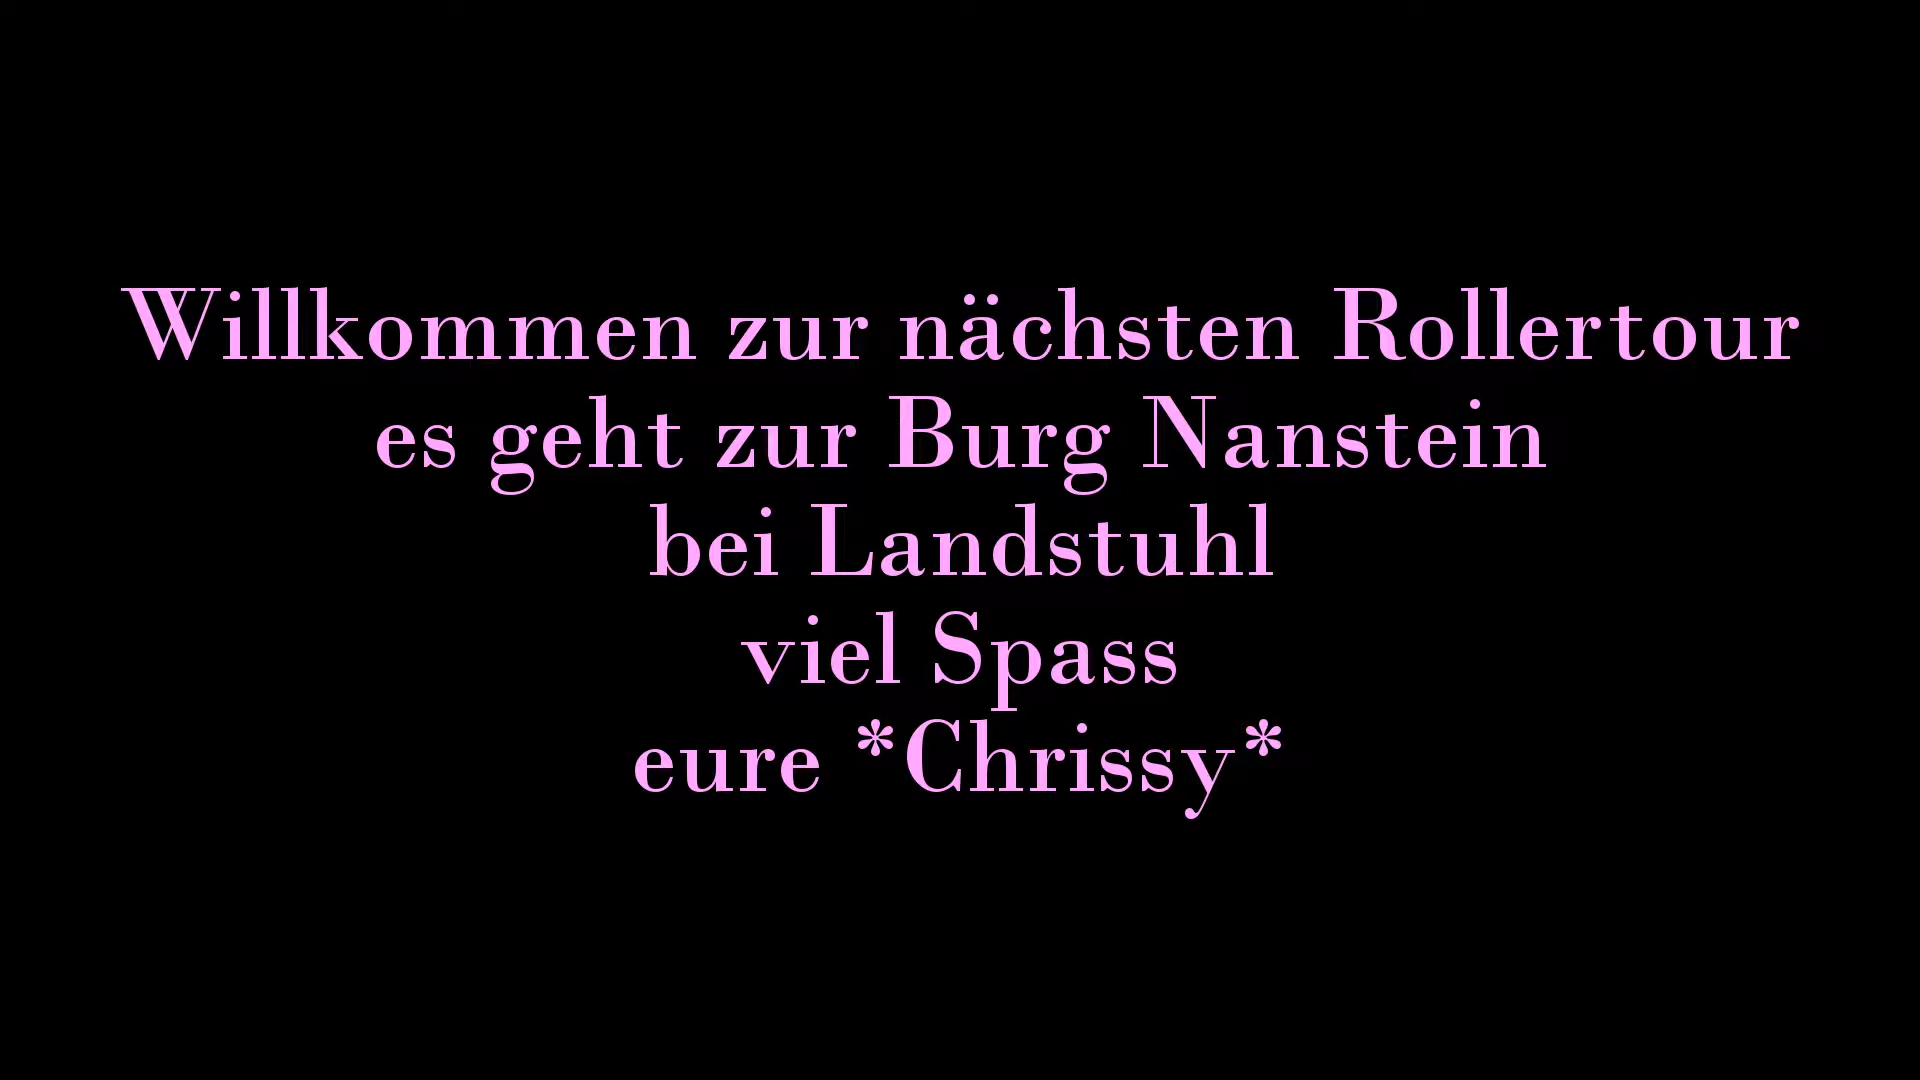 Willkommen zur nächsten Rollertour
es geht zur Burg Nanstein
bei Landstuhl
viel Spass
eure *Chrissy*